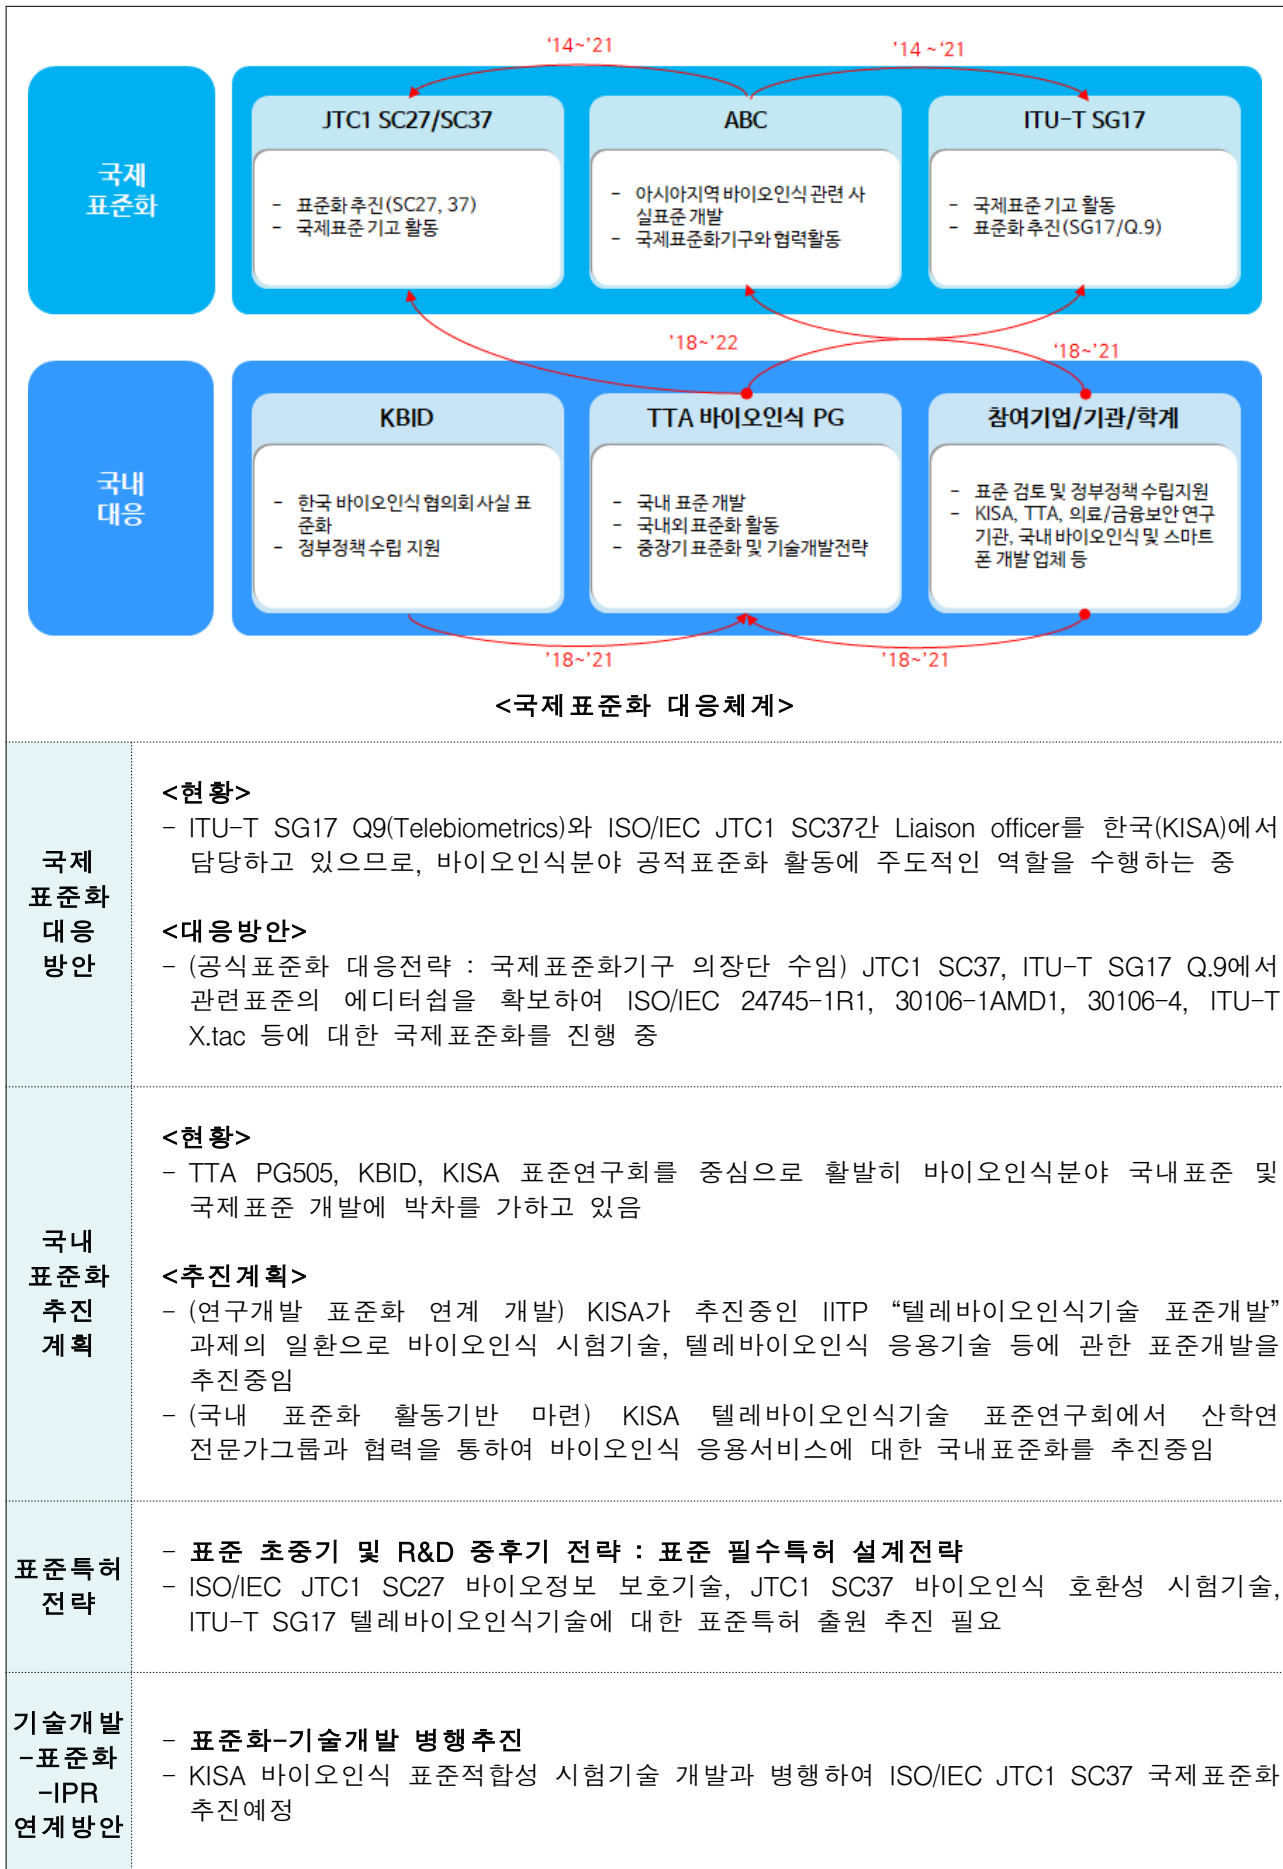 '14~'21
'14 ~ '21
국제
표준화
JTC1 SC27/SC37
- 표준화 추진(SC27, 37)
- 국제표준 기고 활동
ABC
- 아시아지역 바이오인식 관련 사
실표준 개발
- 국제표준화기구와 협력활동
ITU-T SG17
- 국제표준 기고 활동
- 표준화 추진(SG17/Q.9)
'18~'22
'18~'21
국내
대응
KBID
- 한국 바이오인식 협의회 사실 표
준화
- 정부정책 수립 지원
TTA 바이오인식 PG
- 국내 표준 개발
- 국내외 표준화 활동
- 중장기 표준화 및 기술개발전략
참여기업/기관/학계
- 표준 검토 및 정부정책 수립지원
- KISA, TTA, 의료/금융보안 연구
기관, 국내 바이오인식 및 스마트
폰 개발 업체 등
'18~'21
'18~'21
<국제표준화 대응체계>
국제
표준화
대응
방안
<현황>
- ITU-T SG17 Q9(Telebiometrics)와 ISO/IEC JTC1 SC37간 Liaison officer를 한국(KISA)에서
담당하고 있으므로, 바이오인식분야 공적표준화 활동에 주도적인 역할을 수행하는 중
<대응방안>
- (공식표준화 대응전략 : 국제표준화기구 의장단 수임) JTC1 SC37, ITU-T SG17 Q.9에서
관련표준의 에디터쉽을 확보하여 ISO/IEC 24745-1R1, 30106-1AMD1, 30106-4, ITU-T
X.tac 등에 대한 국제표준화를 진행 중
국내
표준화
추진
계획
<현황>
- TTA PG505, KBID, KISA 표준연구회를 중심으로 활발히 바이오인식분야 국내표준 및
국제표준 개발에 박차를 가하고 있음
<추진계획>
- (연구개발 표준화 연계 개발) KISA가 추진중인 IITP “텔레바이오인식기술 표준개발”
과제의 일환으로 바이오인식 시험기술, 텔레바이오인식 응용기술 등에 관한 표준개발을
추진중임
- (국내 표준화 활동기반 마련) KISA 텔레바이오인식기술 표준연구회에서 산학연
전문가그룹과 협력을 통하여 바이오인식 응용서비스에 대한 국내표준화를 추진중임
표준특허
전략
- 표준 초중기 및 R&D 중후기 전략 : 표준 필수특허 설계전략
- ISO/IEC JTC1 SC27 바이오정보 보호기술, JTC1 SC37 바이오인식 호환성 시험기술,
ITU-T SG17 텔레바이오인식기술에 대한 표준특허 출원 추진 필요
기술개발
-표준화
-IPR
연계방안
- 표준화-기술개발 병행추진
- KISA 바이오인식 표준적합성 시험기술 개발과 병행하여 ISO/IEC JTC1 SC37 국제표준화
추진예정